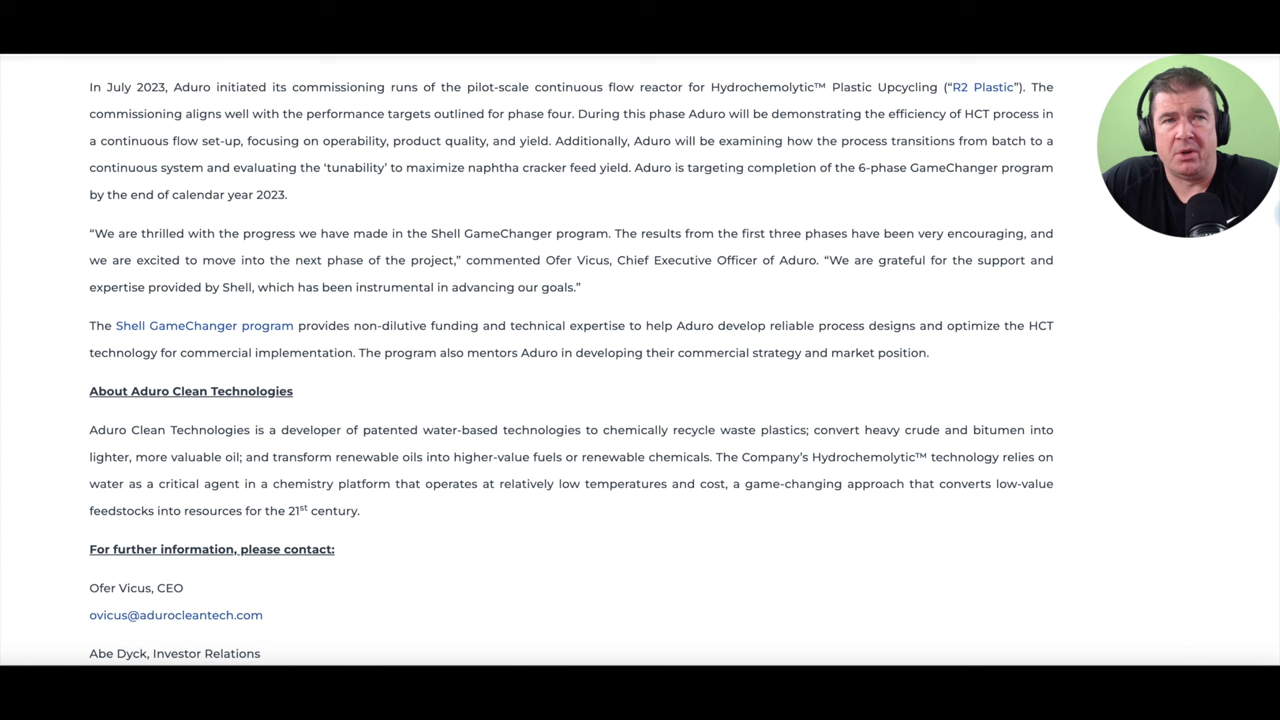 In July 2023, Aduro initiated its commissioning runs of the pilot-scale continuous flow reactor for Hydrochemolytic™ Plastic Upcycling (“R2 Plastic”). The
commissioning aligns well with the performance targets outlined for phase four. During this phase Aduro will be demonstrating the efficiency of HCT process in
a continuous flow set-up, focusing on operability, product quality, and yield. Additionally, Aduro will be examining how the process transitions from batch to a
continuous system and evaluating the ‘tunability’ to maximize naphtha cracker feed yield. Aduro is targeting completion of the 6-phase GameChanger program
by the end of calendar year 2023.
“We are thrilled with the progress we have made in the Shell GameChanger program. The results from the first three phases have been very encouraging, and
we are excited to move into the next phase of the project,” commented Ofer Vicus, Chief Executive Officer of Aduro. “We are grateful for the support and
expertise provided by Shell, which has been instrumental in advancing our goals.”
The Shell GameChanger program provides non-dilutive funding and technical expertise to help Aduro develop reliable process designs and optimize the HCT
technology for commercial implementation. The program also mentors Aduro in developing their commercial strategy and market position.
About Aduro Clean Technologies
Aduro Clean Technologies is a developer of patented water-based technologies to chemically recycle waste plastics; convert heavy crude and bitumen into
lighter, more valuable oil; and transform renewable oils into higher-value fuels or renewable chemicals. The Company’s Hydrochemolytic™ technology relies on
water as a critical agent in a chemistry platform that operates at relatively low temperatures and cost, a game-changing approach that converts low-value
feedstocks into resources for the 21st century.
For further information, please contact:
Ofer Vicus, CEO
ovicus@adurocleantech.com
Abe Dyck, Investor Relations